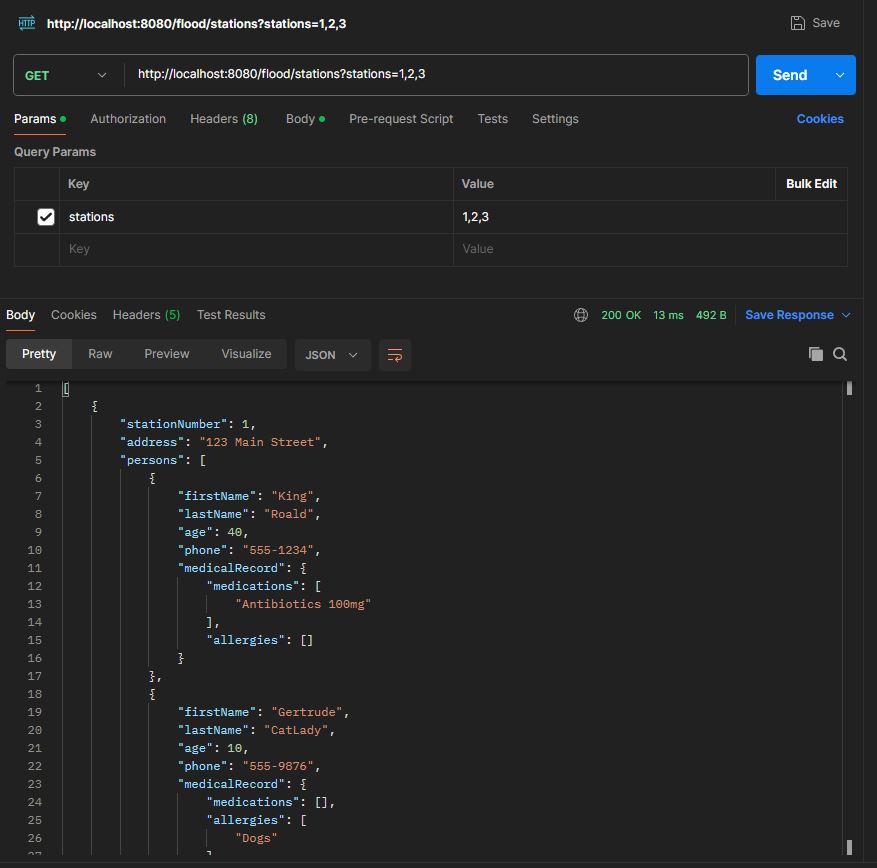 HTTP http://localhost:8080/flood/stations?stations=1,2,3 Save
GET http://localhost:8080/flood/stations?stations=1,2,3 Send
Params Authorization Headers (8) Body Pre-request Script Tests Settings Cookies
Query Params
Key Value Bulk Edit
stations 1,2,3
Key Value
Body Cookies Headers (5) Test Results 200 OK 13 ms 492 B Save Response
Pretty Raw Preview Visualize JSON
1 [
2 {
3 "stationNumber": 1,
4 "address": "123 Main Street",
5 "persons": [
6 {
7 "firstName": "King",
8 "lastName": "Roald",
9 "age": 40,
10 "phone": "555-1234",
11 "medicalRecord": {
12 "medications": [
13 "Antibiotics 100mg"
14 ],
15 "allergies": []
16 }
17 },
18 {
19 "firstName": "Gertrude",
20 "lastName": "CatLady",
21 "age": 10,
22 "phone": "555-9876",
23 "medicalRecord": {
24 "medications": [],
25 "allergies": [
26 "Dogs"
27 ]